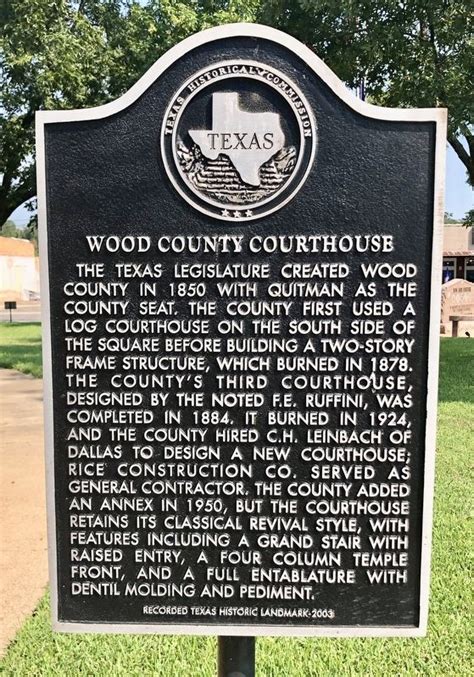 TEXAS HISTORICAL COMMISSION
TEXAS
WOOD COUNTY COURTHOUSE
THE TEXAS LEGISLATURE CREATED WOOD
COUNTY IN 1850 WITH QUITMAN AS THE
COUNTY SEAT. THE COUNTY FIRST USED A
LOG COURTHOUSE ON THE SOUTH SIDE OF
THE SQUARE BEFORE BUILDING A TWO-STORY
FRAME STRUCTURE, WHICH BURNED IN 1878.
THE COUNTY'S THIRD COURTHOUSE,
DESIGNED BY THE NOTED F.E. RUFFINI, WAS
COMPLETED IN 1884. IT BURNED IN 1924,
AND THE COUNTY HIRED C.H. LEINBACH OF
DALLAS TO DESIGN A NEW COURTHOUSE;
RICE CONSTRUCTION CO. SERVED AS
GENERAL CONTRACTOR. THE COUNTY ADDED
AN ANNEX IN 1950, BUT THE COURTHOUSE
RETAINS ITS CLASSICAL REVIVAL STYLE, WITH
FEATURES INCLUDING A GRAND STAIR WITH
RAISED ENTRY, A FOUR COLUMN TEMPLE
FRONT, AND A FULL ENTABLATURE WITH
DENTIL MOLDING AND PEDIMENT.
RECORDED TEXAS HISTORIC LANDMARK-2003